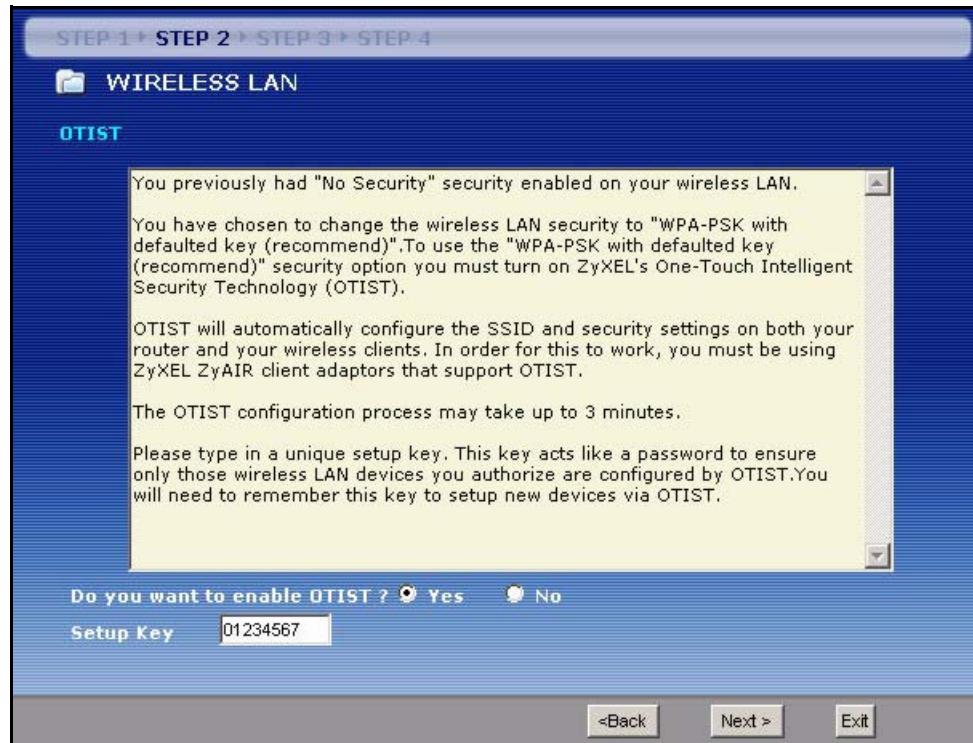 STEP 1 STEP 2 STEP 3 STEP 4
WIRELESS LAN
OTIST
You previously had "No Security" security enabled on your wireless LAN.
You have chosen to change the wireless LAN security to "WPA-PSK with
defaulted key (recommend)".To use the "WPA-PSK with defaulted key
(recommend)" security option you must turn on ZyXEL's One-Touch Intelligent
Security Technology (OTIST).
OTIST will automatically configure the SSID and security settings on both your
router and your wireless clients. In order for this to work, you must be using
ZyXEL ZyAIR client adaptors that support OTIST.
The OTIST configuration process may take up to 3 minutes.
Please type in a unique setup key. This key acts like a password to ensure
only those wireless LAN devices you authorize are configured by OTIST.You
will need to remember this key to setup new devices via OTIST.
Do you want to enable OTIST ? Yes No
Setup Key 01234567
<Back Next > Exit